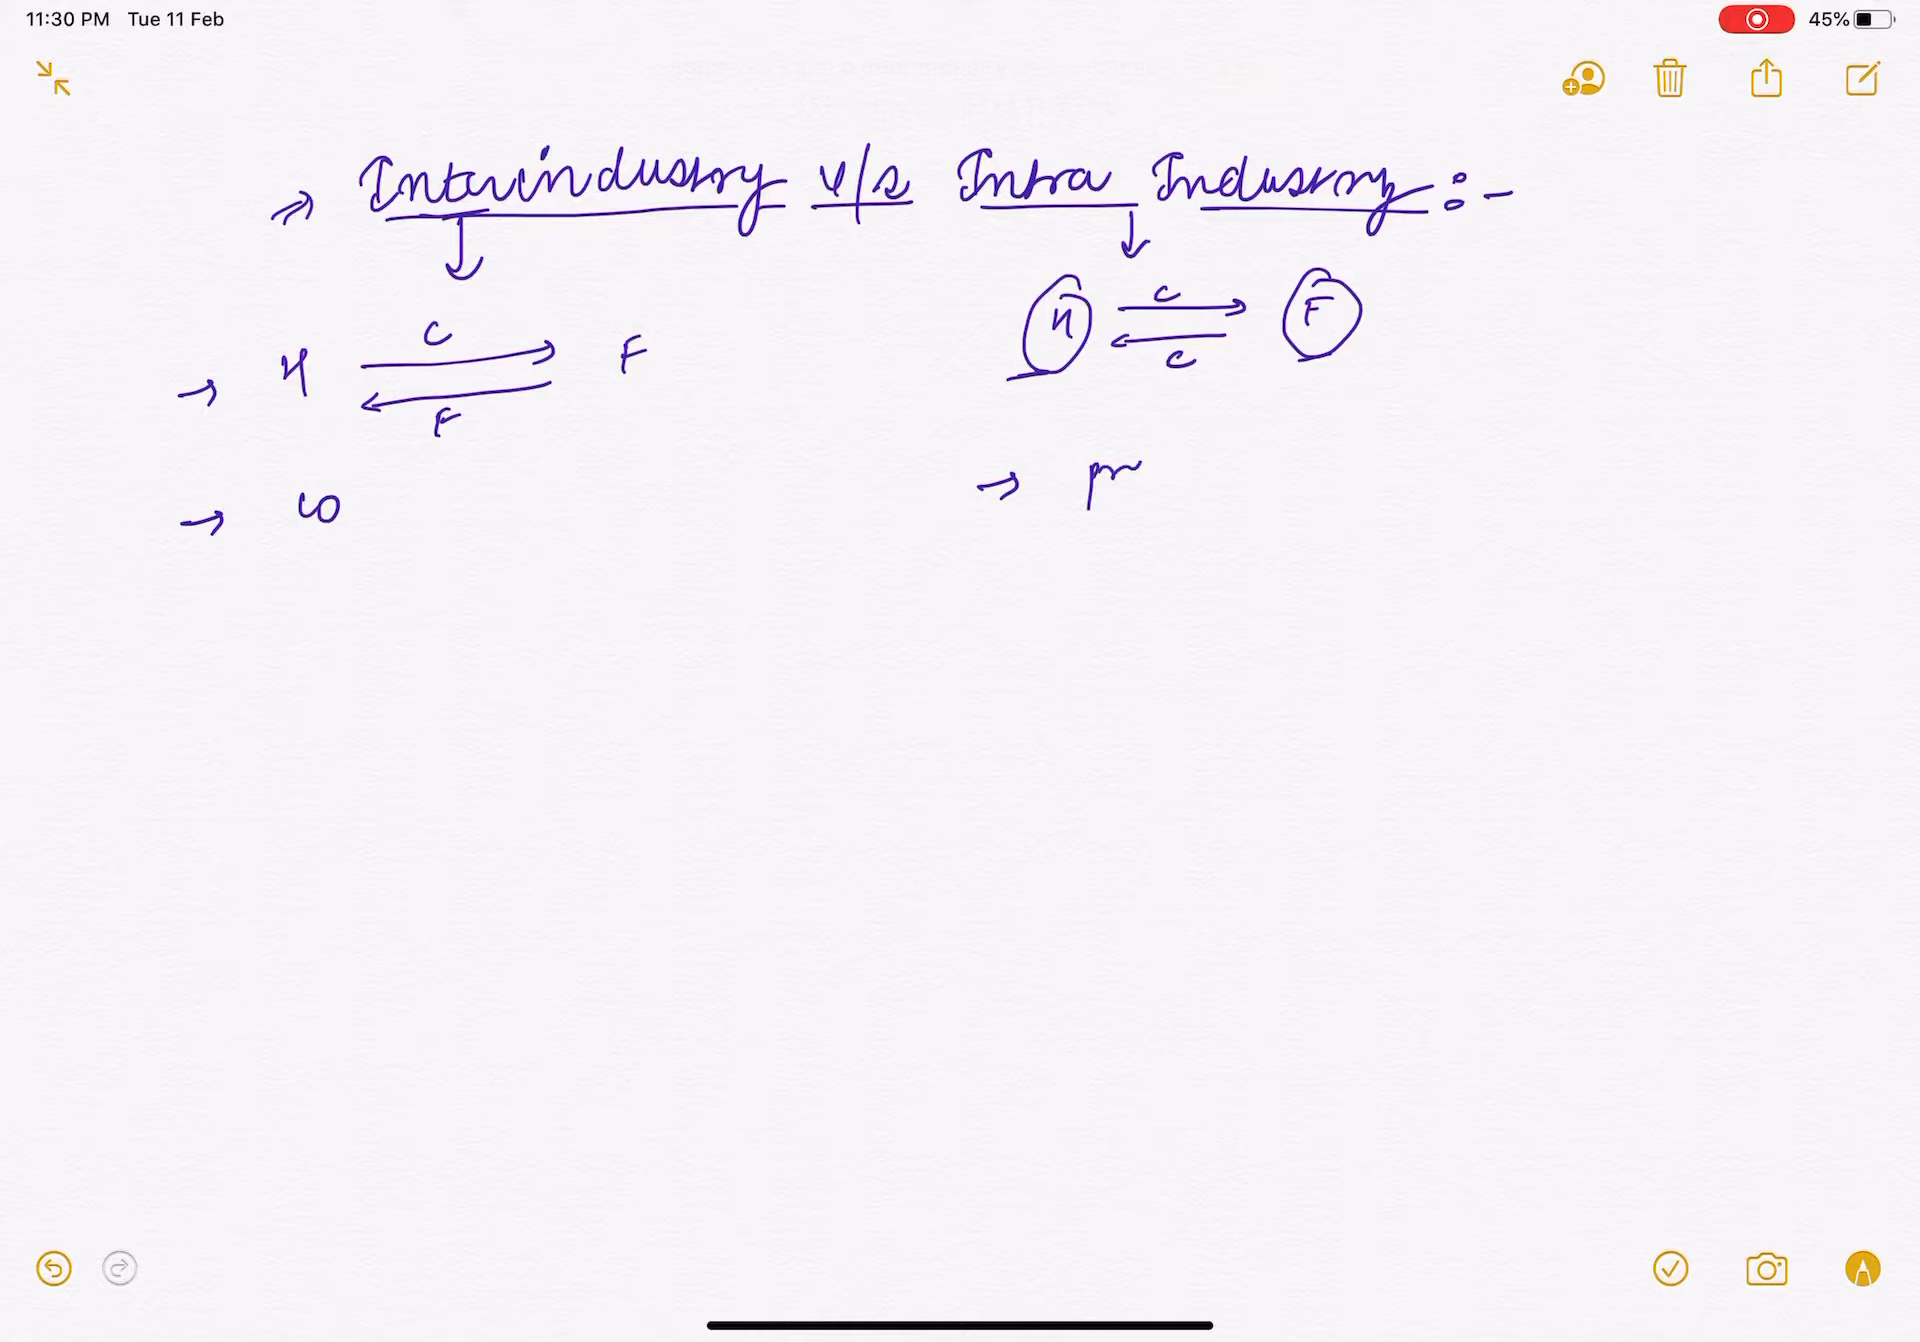 11:30 PM Tue 11 Feb
45%
⇒ Interindustry v/s Intra Industry :-
C
H F
F
C
H F
C
→ co
→ pr